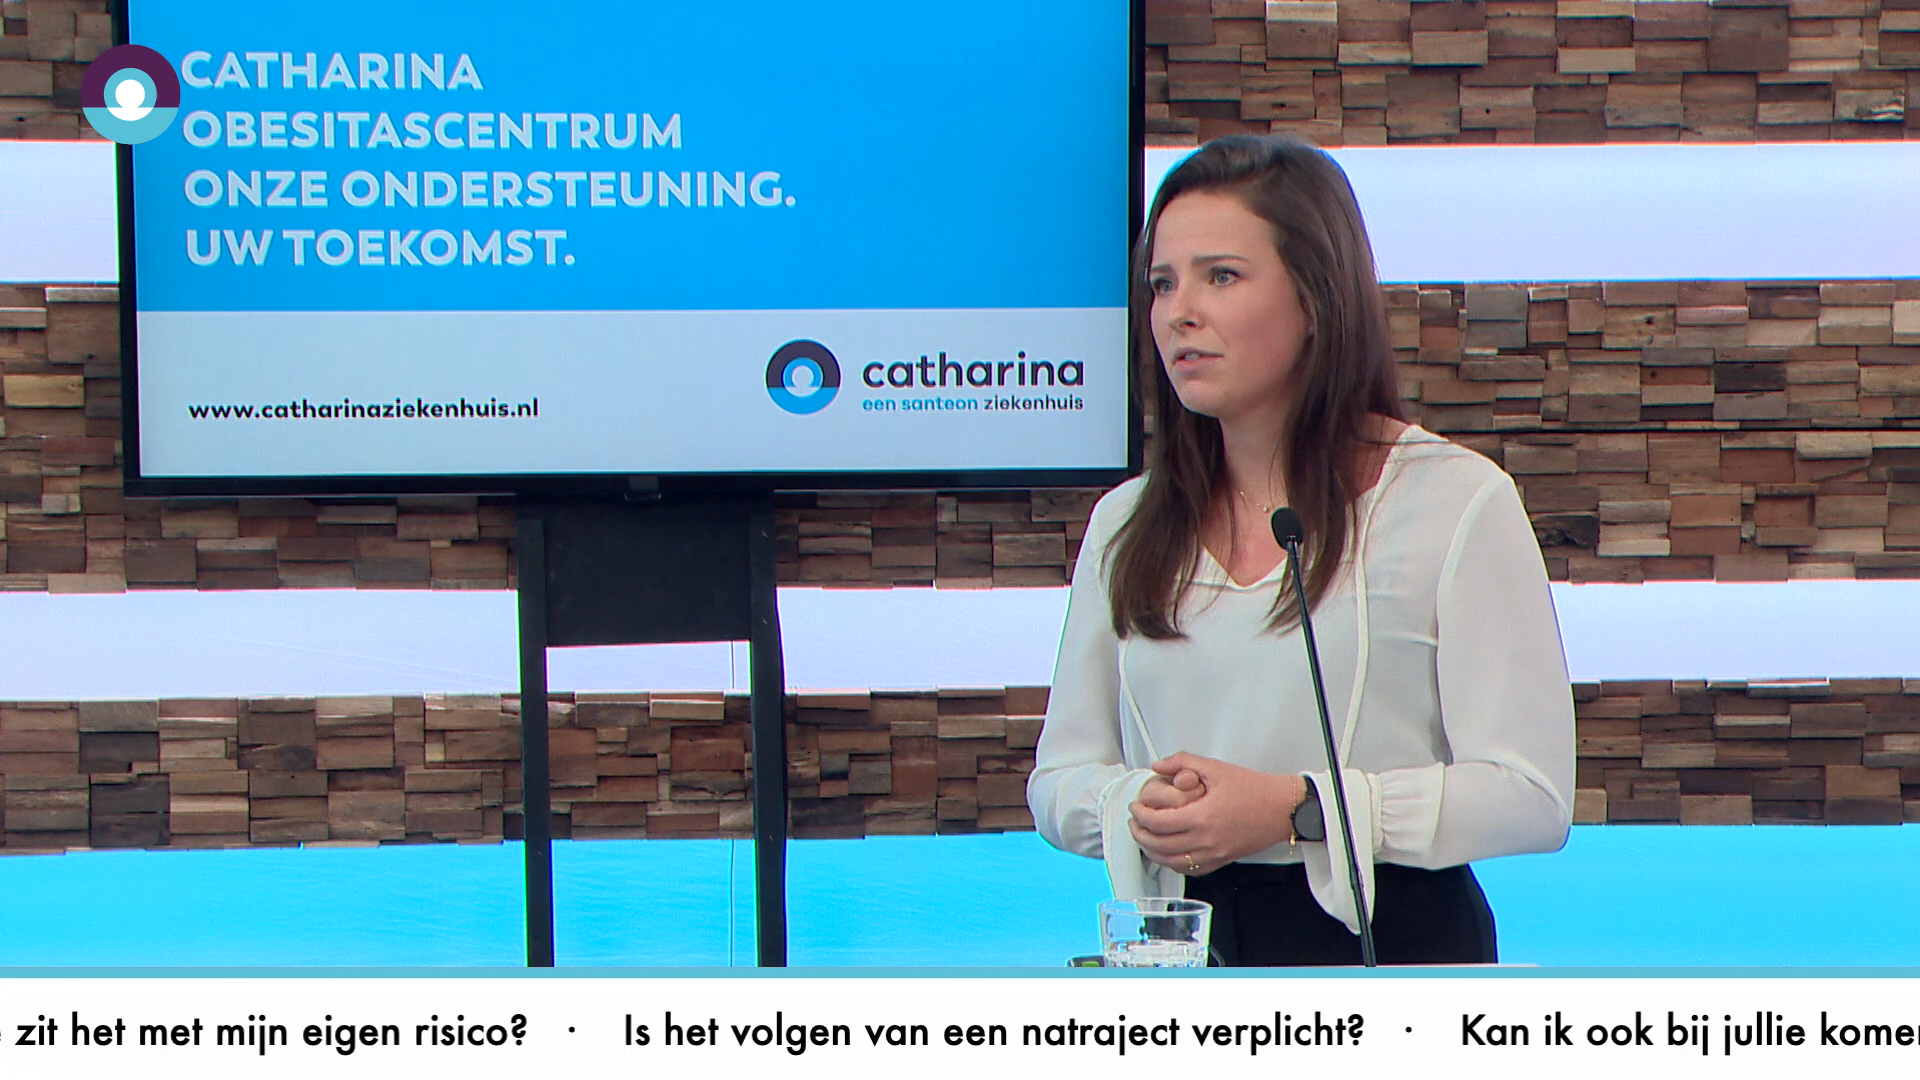 CATHARINA
OBESITASCENTRUM
ONZE ONDERSTEUNING.
UW TOEKOMST.
www.catharinaziekenhuis.nl
catharina
een santeon ziekenhuis
zit het met mijn eigen risico? · Is het volgen van een natraject verplicht? · Kan ik ook bij jullie